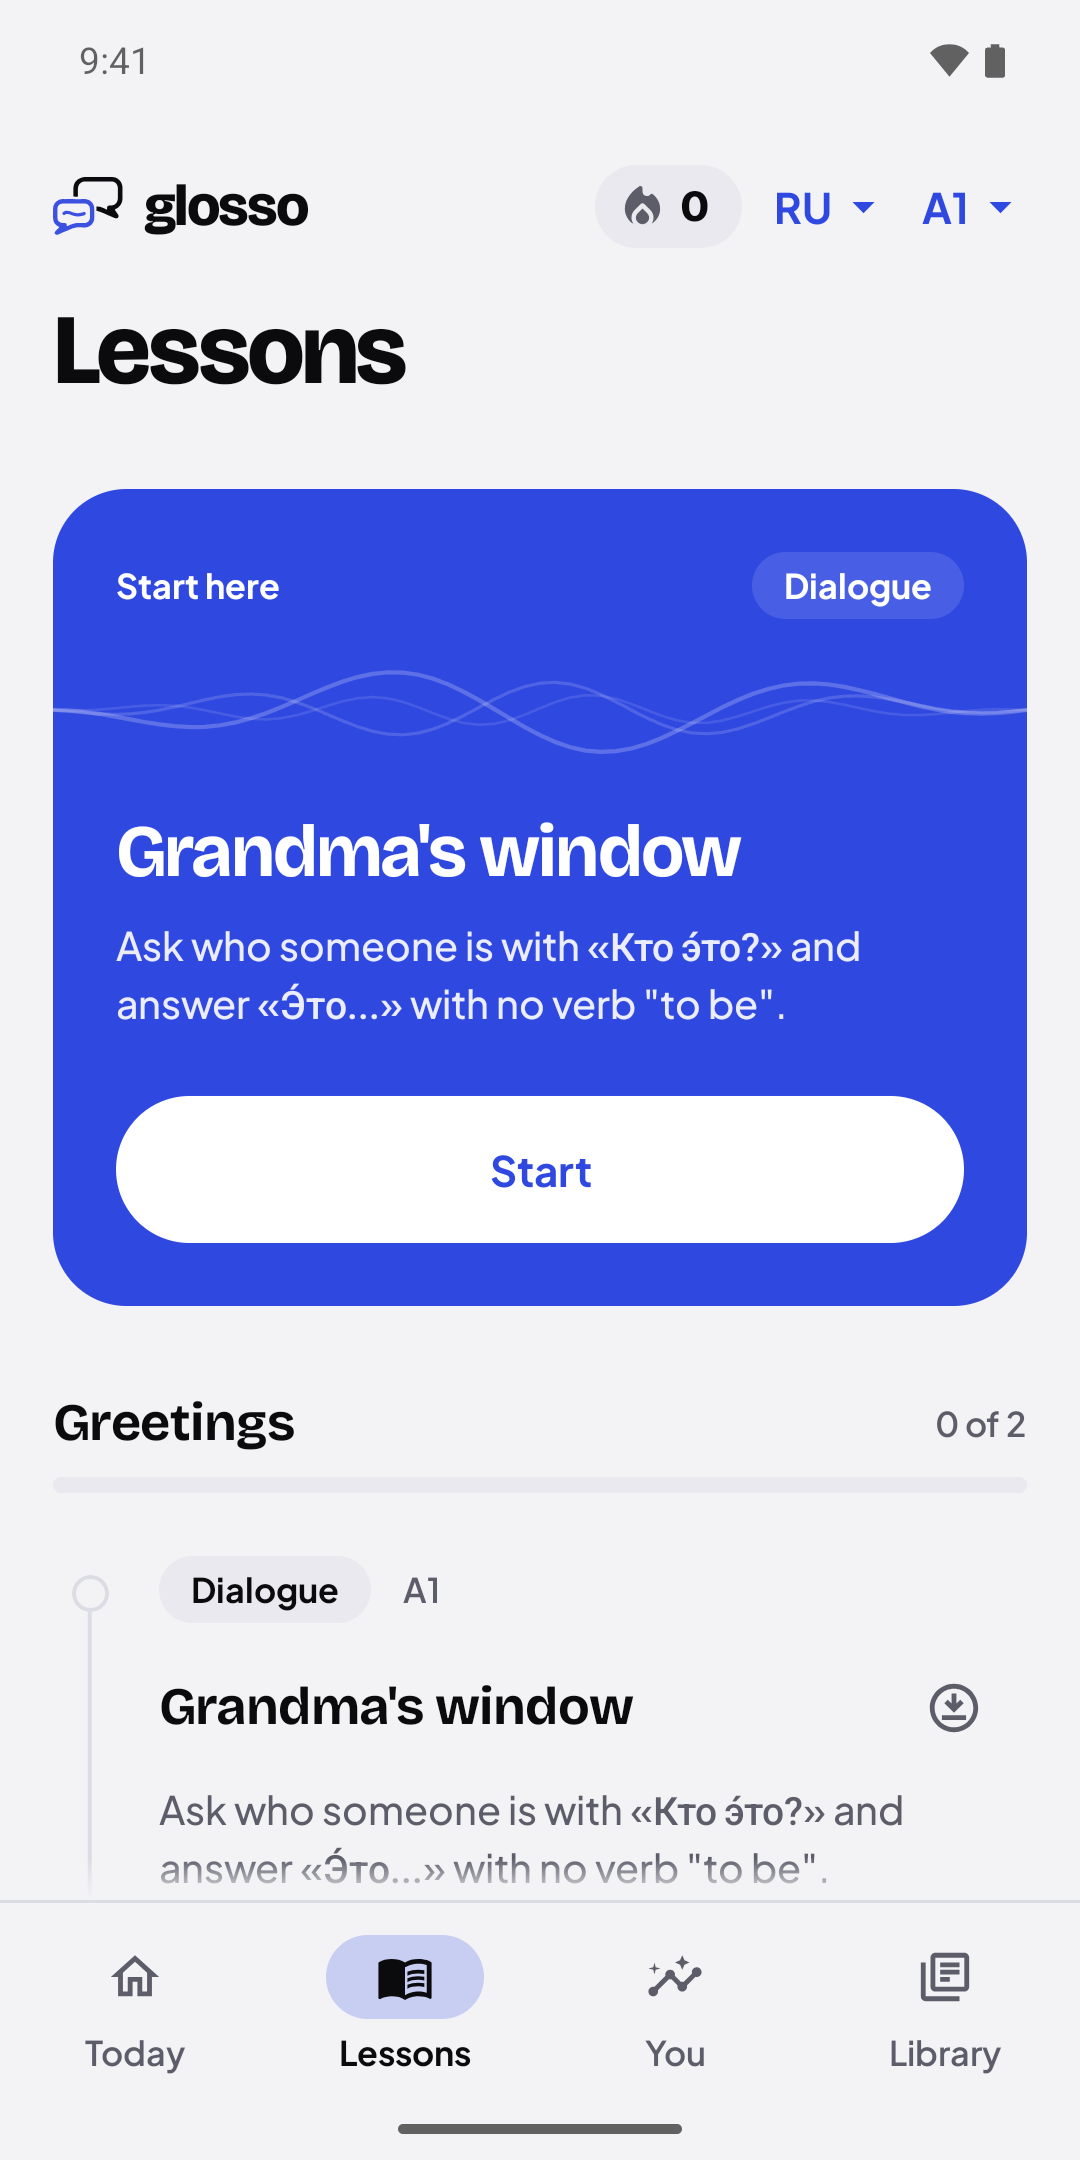 9:41
glosso
0
RU
A1
Lessons
Start here
Dialogue
Grandma's window
Ask who someone is with «Кто э́то?» and
answer «Э́то...» with no verb "to be".
Start
Greetings
0 of 2
Dialogue
A1
Grandma's window
Ask who someone is with «Кто э́то?» and
answer «Э́то...» with no verb "to be".
Today
Lessons
You
Library